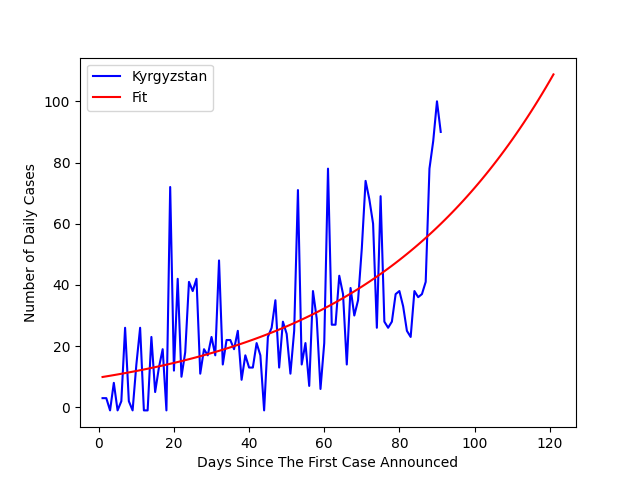 Kyrgyzstan
Fit
100
80
60
40
20
0
Number of Daily Cases
0 20 40 60 80 100 120
Days Since The First Case Announced